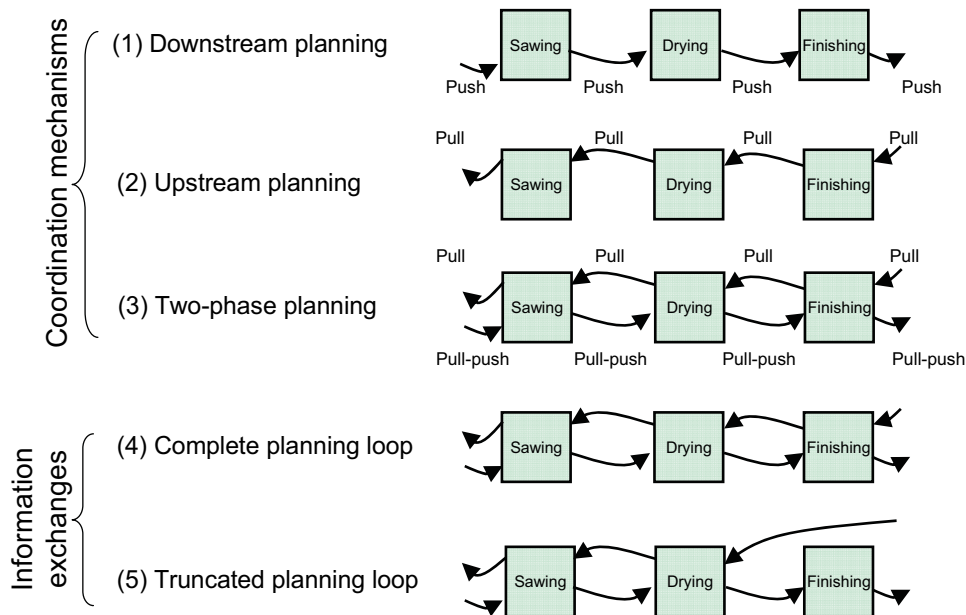 Coordination mechanisms
(1) Downstream planning
Sawing
Drying
Finishing
Push
Push
Push
Push
(2) Upstream planning
Pull
Pull
Pull
Pull
Sawing
Drying
Finishing
(3) Two-phase planning
Pull
Pull
Pull
Pull
Sawing
Drying
Finishing
Pull-push
Pull-push
Pull-push
Pull-push
Information
exchanges
(4) Complete planning loop
Sawing
Drying
Finishing
(5) Truncated planning loop
Sawing
Drying
Finishing